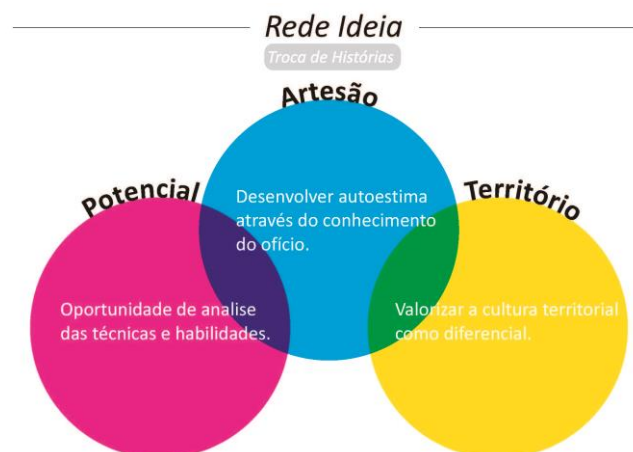 Rede Ideia
Troca de Histórias
Artesão
Desenvolver autoestima
através do conhecimento
do ofício.
Potencial
Oportunidade de analise
das técnicas e habilidades.
Território
Valorizar a cultura territorial
como diferencial.